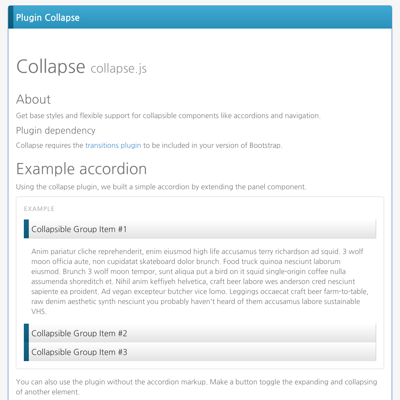 Plugin Collapse
Collapse collapse.js
About
Get base styles and flexible support for collapsible components like accordions and navigation.
Plugin dependency
Collapse requires the transitions plugin to be included in your version of Bootstrap.
Example accordion
Using the collapse plugin, we built a simple accordion by extending the panel component.
EXAMPLE
Collapsible Group Item #1
Anim pariatur cliche reprehenderit, enim eiusmod high life accusamus terry richardson ad squid. 3 wolf
moon officia aute, non cupidatat skateboard dolor brunch. Food truck quinoa nesciunt laborum
eiusmod. Brunch 3 wolf moon tempor, sunt aliqua put a bird on it squid single-origin coffee nulla
assumenda shoreditch et. Nihil anim keffiyeh helvetica, craft beer labore wes anderson cred nesciunt
sapiente ea proident. Ad vegan excepteur butcher vice lomo. Leggings occaecat craft beer farm-to-table,
raw denim aesthetic synth nesciunt you probably haven't heard of them accusamus labore sustainable
VHS.
Collapsible Group Item #2
Collapsible Group Item #3
You can also use the plugin without the accordion markup. Make a button toggle the expanding and collapsing
of another element.